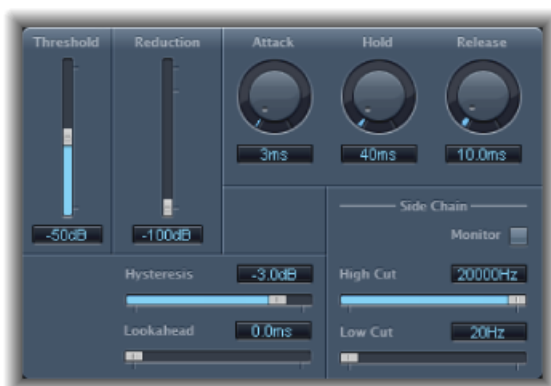 Threshold Reduction Attack Hold Release
3ms 40ms 10.0ms
-50dB -100dB
Side Chain
Monitor
Hysteresis -3.0dB High Cut 20000Hz
Lookahead 0.0ms Low Cut 20Hz